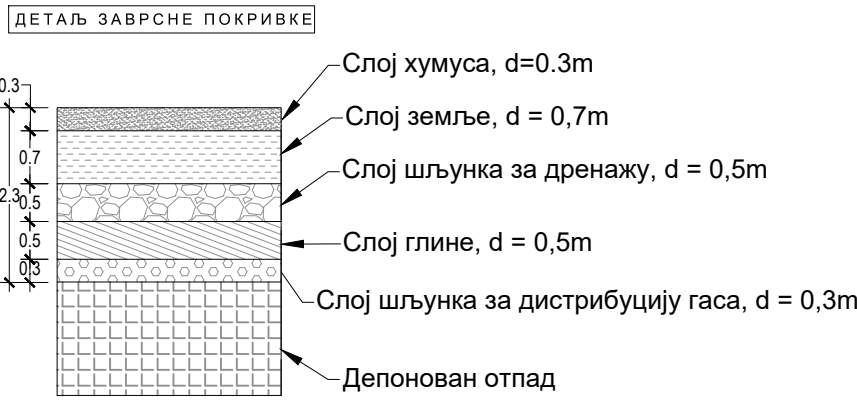 ДЕТАЉ ЗАВРСНЕ ПОКРИВКЕ
Слој хумуса, d=0.3m
0.3
Слој земље, d = 0,7m
0.7
Слој шљунка за дренажу, d = 0,5m
2.3
0.5
Слој глине, d = 0,5m
0.5
0.3
Слој шљунка за дистрибуцију гаса, d = 0,3m
Депонован отпад